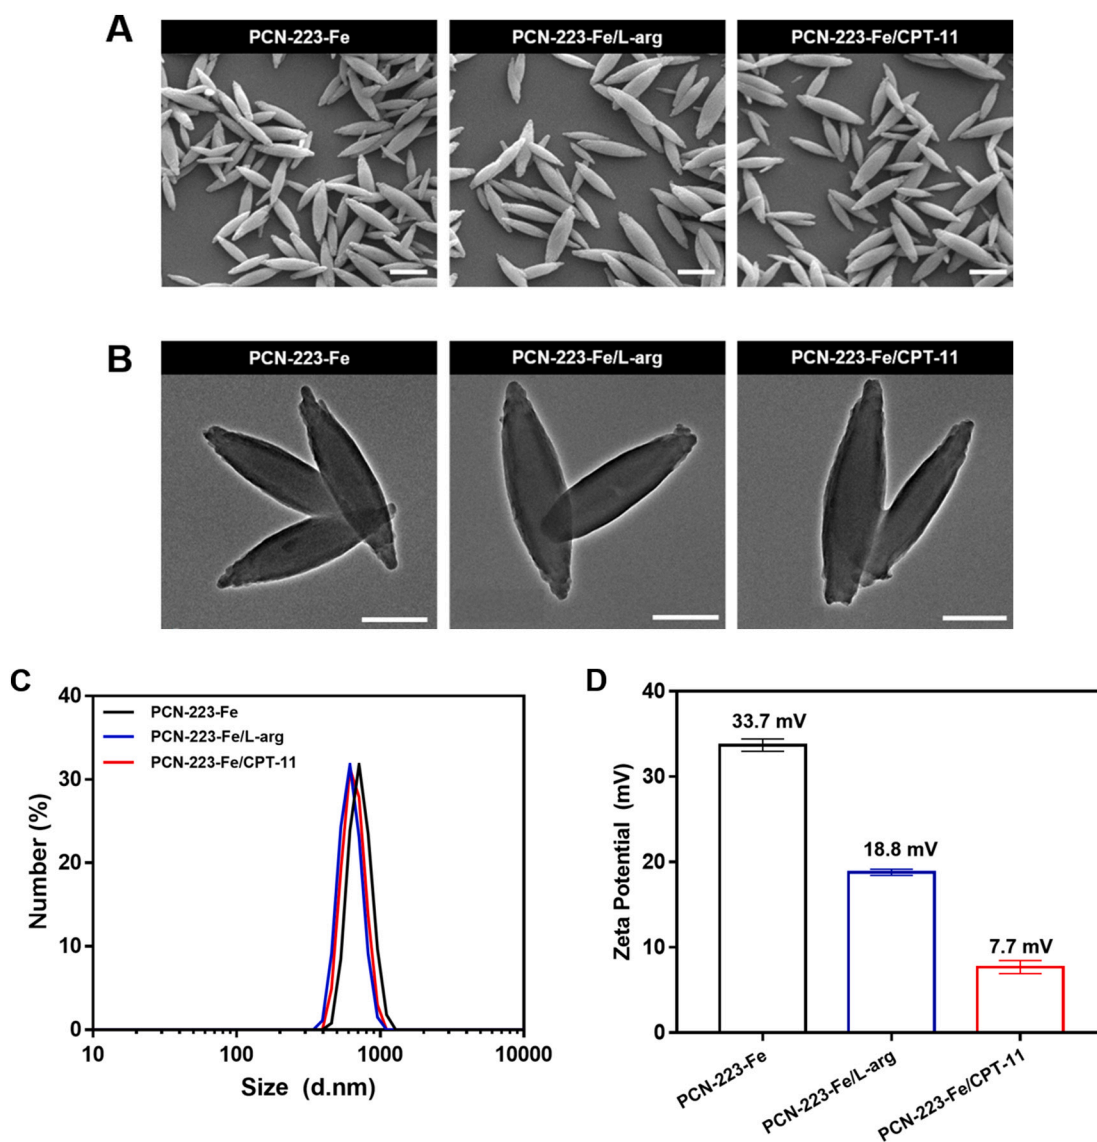 A
PCN-223-Fe
PCN-223-Fe/L-arg
PCN-223-Fe/CPT-11
B
PCN-223-Fe
PCN-223-Fe/L-arg
PCN-223-Fe/CPT-11
C
40
30
20
10
0
Number (%)
PCN-223-Fe
PCN-223-Fe/L-arg
PCN-223-Fe/CPT-11
10
100
1000
10000
Size (d.nm)
D
40
30
20
10
0
Zeta Potential (mV)
33.7 mV
18.8 mV
7.7 mV
PCN-223-Fe
PCN-223-Fe/L-arg
PCN-223-Fe/CPT-11